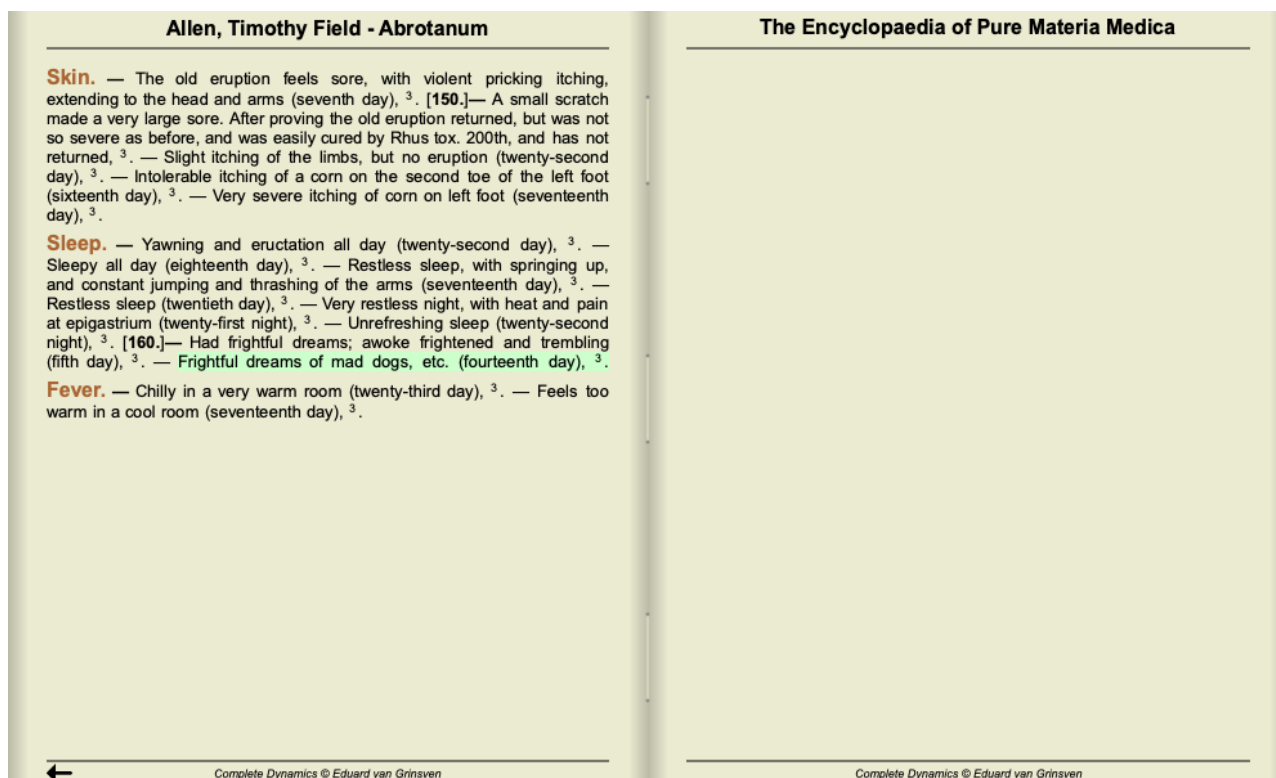 Allen, Timothy Field - Abrotanum
Skin. — The old eruption feels sore, with violent pricking itching,
extending to the head and arms (seventh day), ³. [150.]— A small scratch
made a very large sore. After proving the old eruption returned, but was not
so severe as before, and was easily cured by Rhus tox. 200th, and has not
returned, ³. — Slight itching of the limbs, but no eruption (twenty-second
day), ³. — Intolerable itching of a corn on the second toe of the left foot
(sixteenth day), ³. — Very severe itching of corn on left foot (seventeenth
day), ³.
Sleep. — Yawning and eructation all day (twenty-second day), ³. —
Sleepy all day (eighteenth day), ³. — Restless sleep, with springing up,
and constant jumping and thrashing of the arms (seventeenth day), ³. —
Restless sleep (twentieth day), ³. — Very restless night, with heat and pain
at epigastrium (twenty-first night), ³. — Unrefreshing sleep (twenty-second
night), ³. [160.]— Had frightful dreams; awoke frightened and trembling
(fifth day), ³. — Frightful dreams of mad dogs, etc. (fourteenth day), ³.
Fever. — Chilly in a very warm room (twenty-third day), ³. — Feels too
warm in a cool room (seventeenth day), ³.
Complete Dynamics © Eduard van Grinsven
The Encyclopaedia of Pure Materia Medica
Complete Dynamics © Eduard van Grinsven